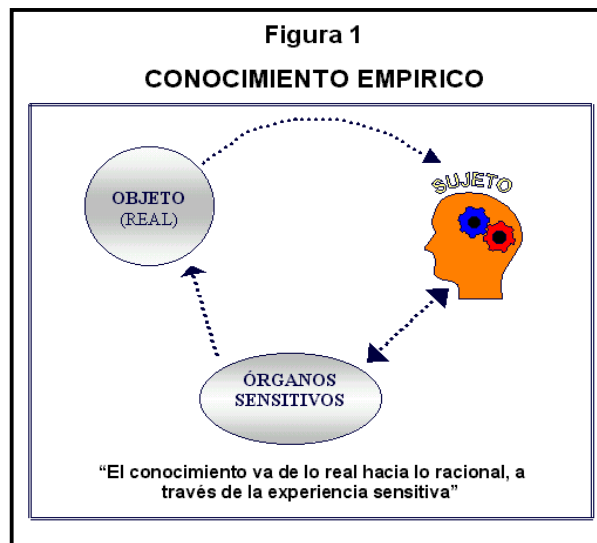 Figura 1
CONOCIMIENTO EMPIRICO
SUJETO
OBJETO
(REAL)
ÓRGANOS
SENSITIVOS
“El conocimiento va de lo real hacia lo racional, a
través de la experiencia sensitiva”